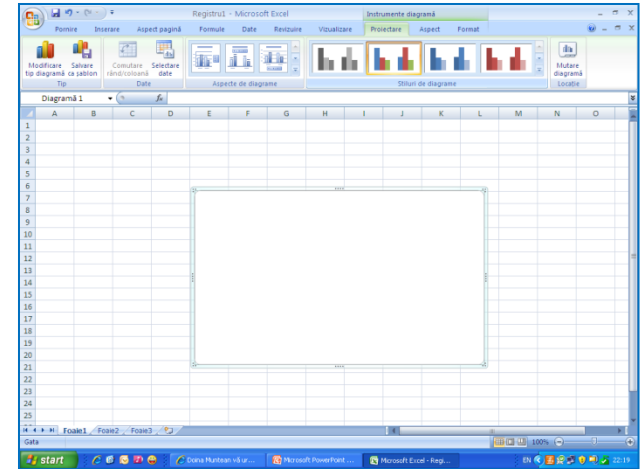 Registru1 - Microsoft Excel
Instrumente diagramă
Pornire Inserare Aspect pagină Formule Date Revizuire Vizualizare Proiectare Aspect Format
Modificare tip diagramă
Salvare ca șablon
Comutare rând/coloană
Selectare date
Mutare diagramă
Tip Date Aspecte de diagrame Stiluri de diagrame Locație
Diagramă 1 fx
A B C D E F G H I J K L M N O
1
2
3
4
5
6
7
8
9
10
11
12
13
14
15
16
17
18
19
20
21
22
23
24
25
Foaie1 Foaie2 Foaie3
Gata 100%
start Doina Muntean vă ur... Microsoft PowerPoint ... Microsoft Excel - Regi... EN 22:19